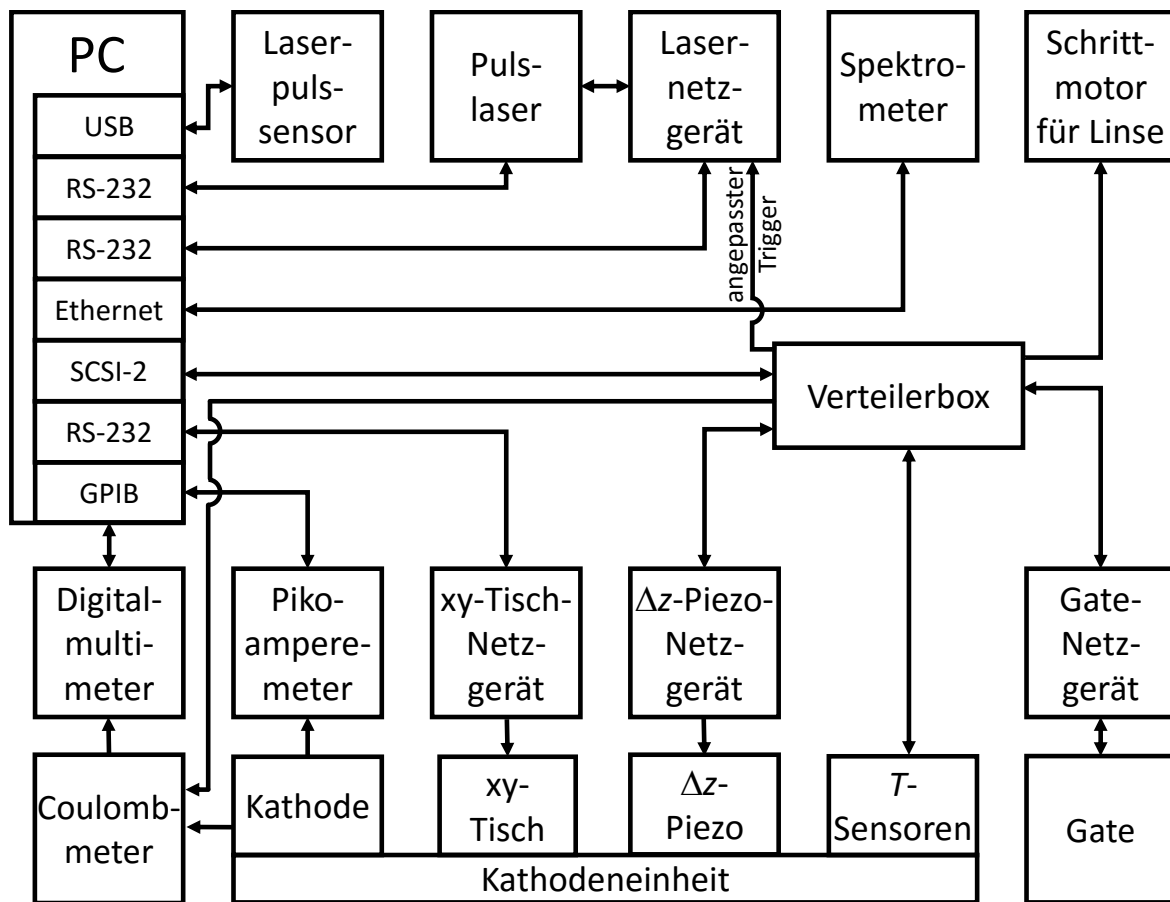 PC
USB
RS-232
RS-232
Ethernet
SCSI-2
RS-232
GPIB
Laser-
puls-
sensor
Puls-
laser
Laser-
netz-
gerät
Spektro-
meter
Schritt-
motor
für Linse
angepasster
Trigger
Verteilerbox
Digital-
multi-
meter
Piko-
ampere-
meter
xy-Tisch-
Netz-
gerät
Δz-Piezo-
Netz-
gerät
Gate-
Netz-
gerät
Coulomb-
meter
Kathode
xy-
Tisch
Δz-
Piezo
T-
Sensoren
Gate
Kathodeneinheit